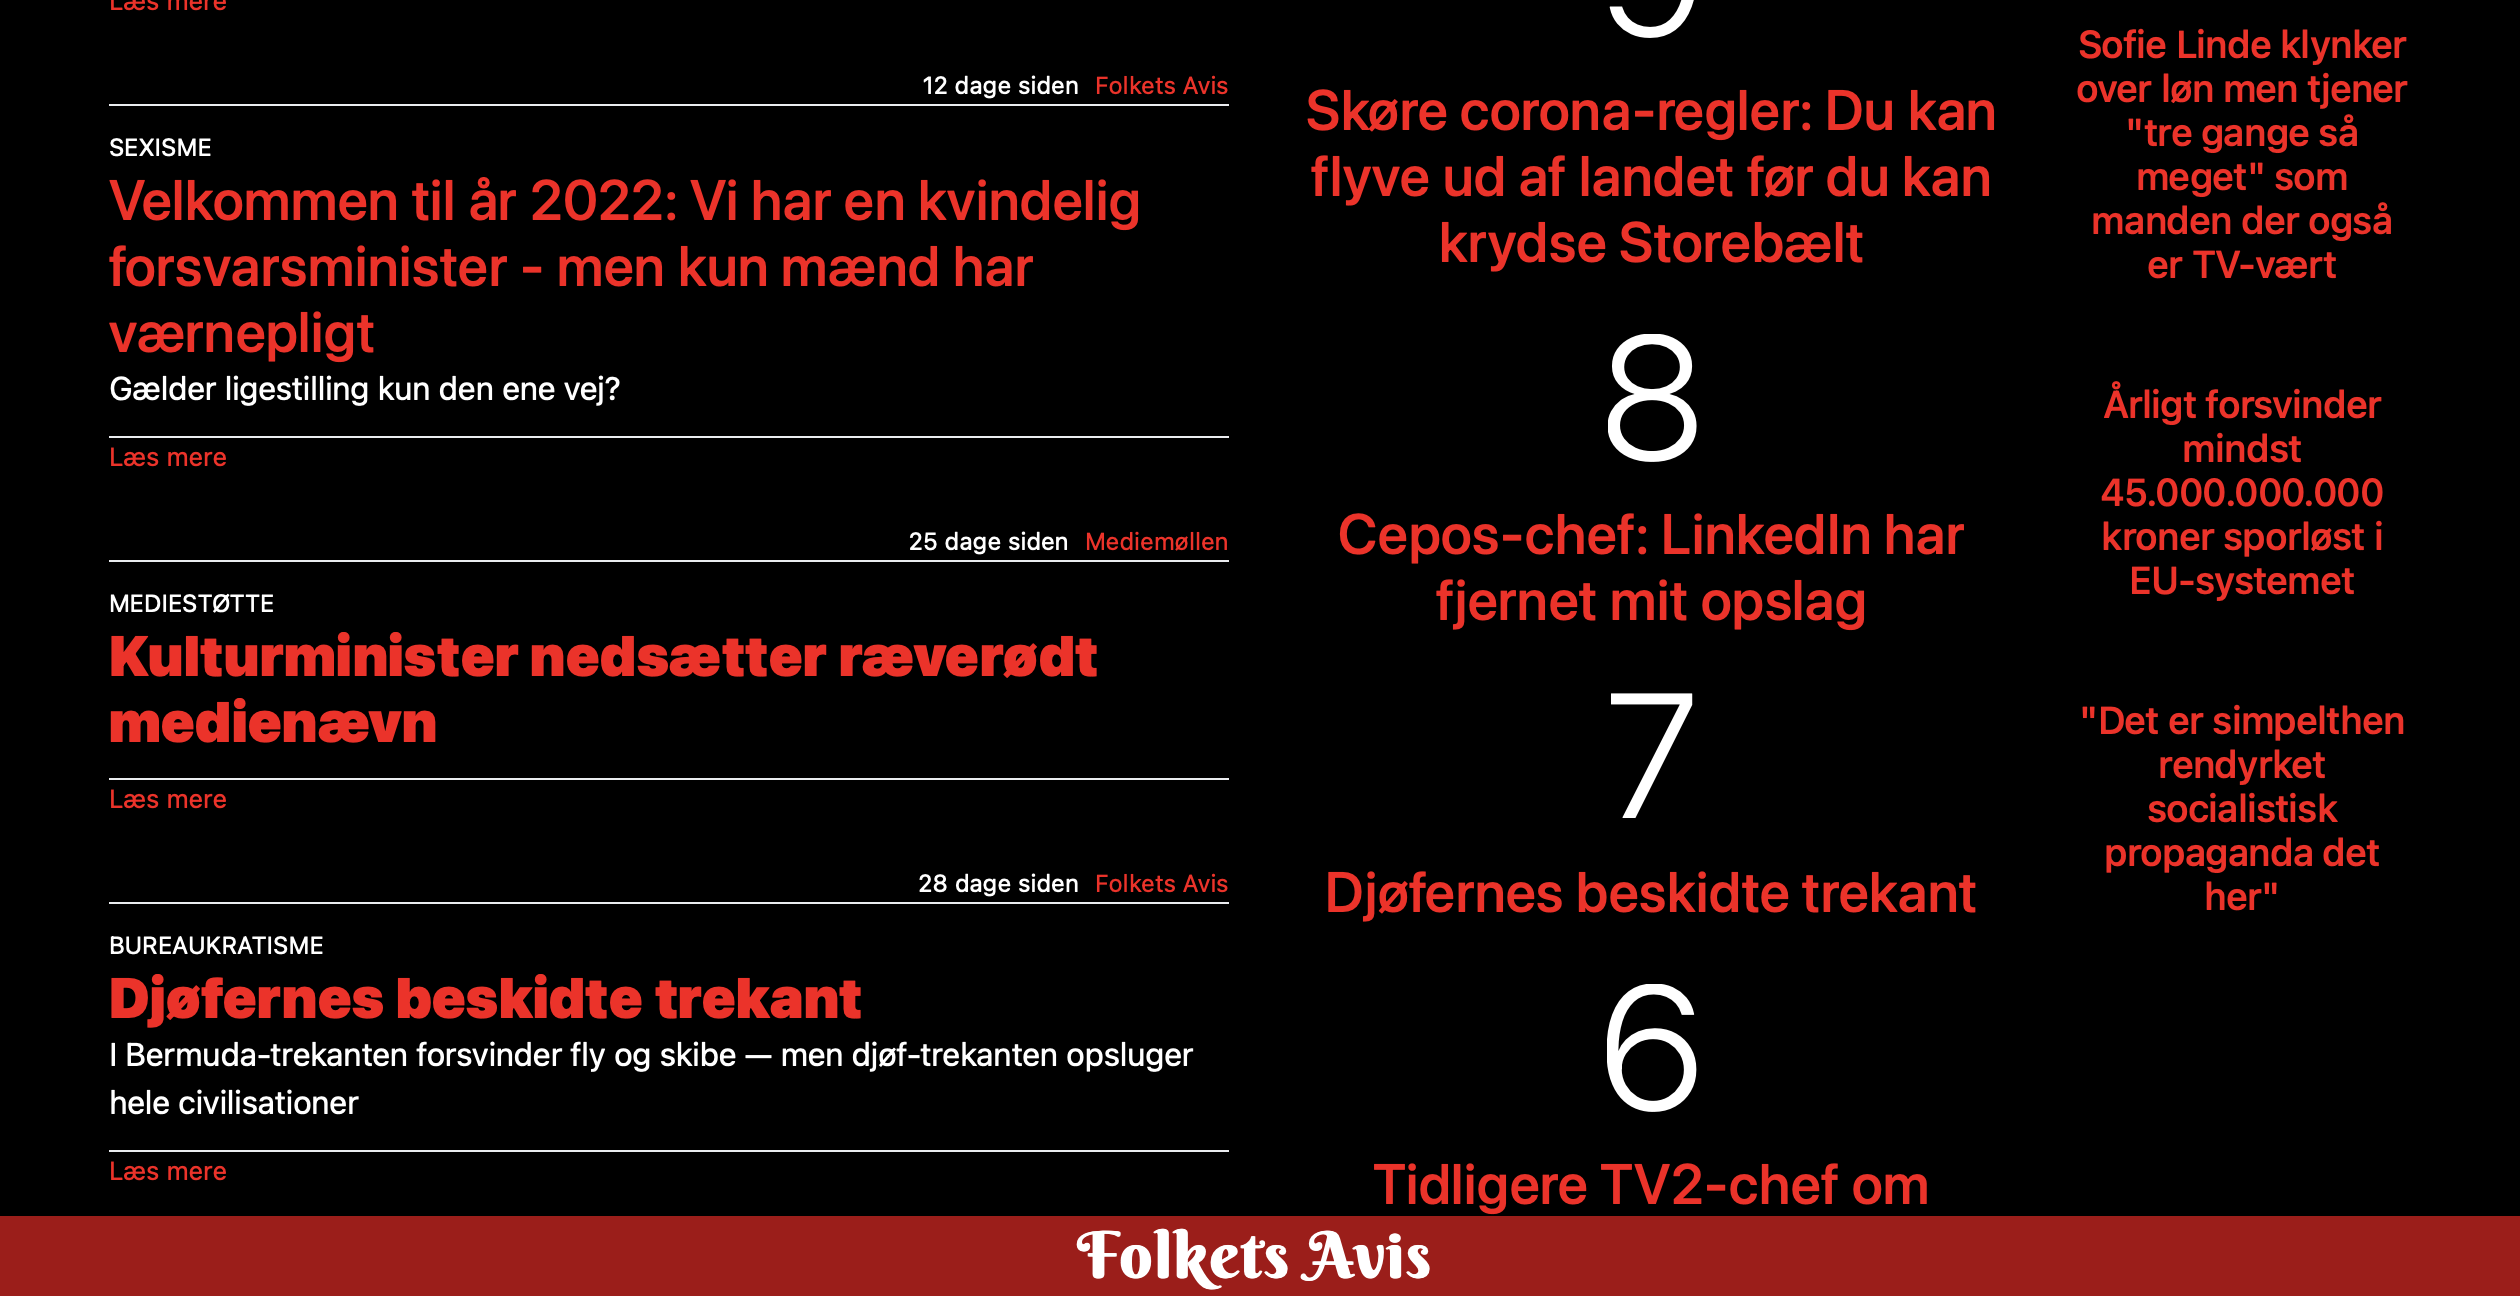 Læs mere
12 dage siden Folkets Avis
SEXISME
Velkommen til år 2022: Vi har en kvindelig
forsvarsminister - men kun mænd har
værnepligt
Gælder ligestilling kun den ene vej?
Læs mere
25 dage siden Mediemøllen
MEDIESTØTTE
Kulturminister nedsætter ræverødt
medienævn
Læs mere
28 dage siden Folkets Avis
BUREAUKRATISME
Djøfernes beskidte trekant
I Bermuda-trekanten forsvinder fly og skibe — men djøf-trekanten opsluger
hele civilisationer
Læs mere
9
Skøre corona-regler: Du kan
flyve ud af landet før du kan
krydse Storebælt
8
Cepos-chef: LinkedIn har
fjernet mit opslag
7
Djøfernes beskidte trekant
6
Tidligere TV2-chef om
Sofie Linde klynker
over løn men tjener
"tre gange så
meget" som
manden der også
er TV-vært
Årligt forsvinder
mindst
45.000.000.000
kroner sporløst i
EU-systemet
"Det er simpelthen
rendyrket
socialistisk
propaganda det
her"
Folkets Avis